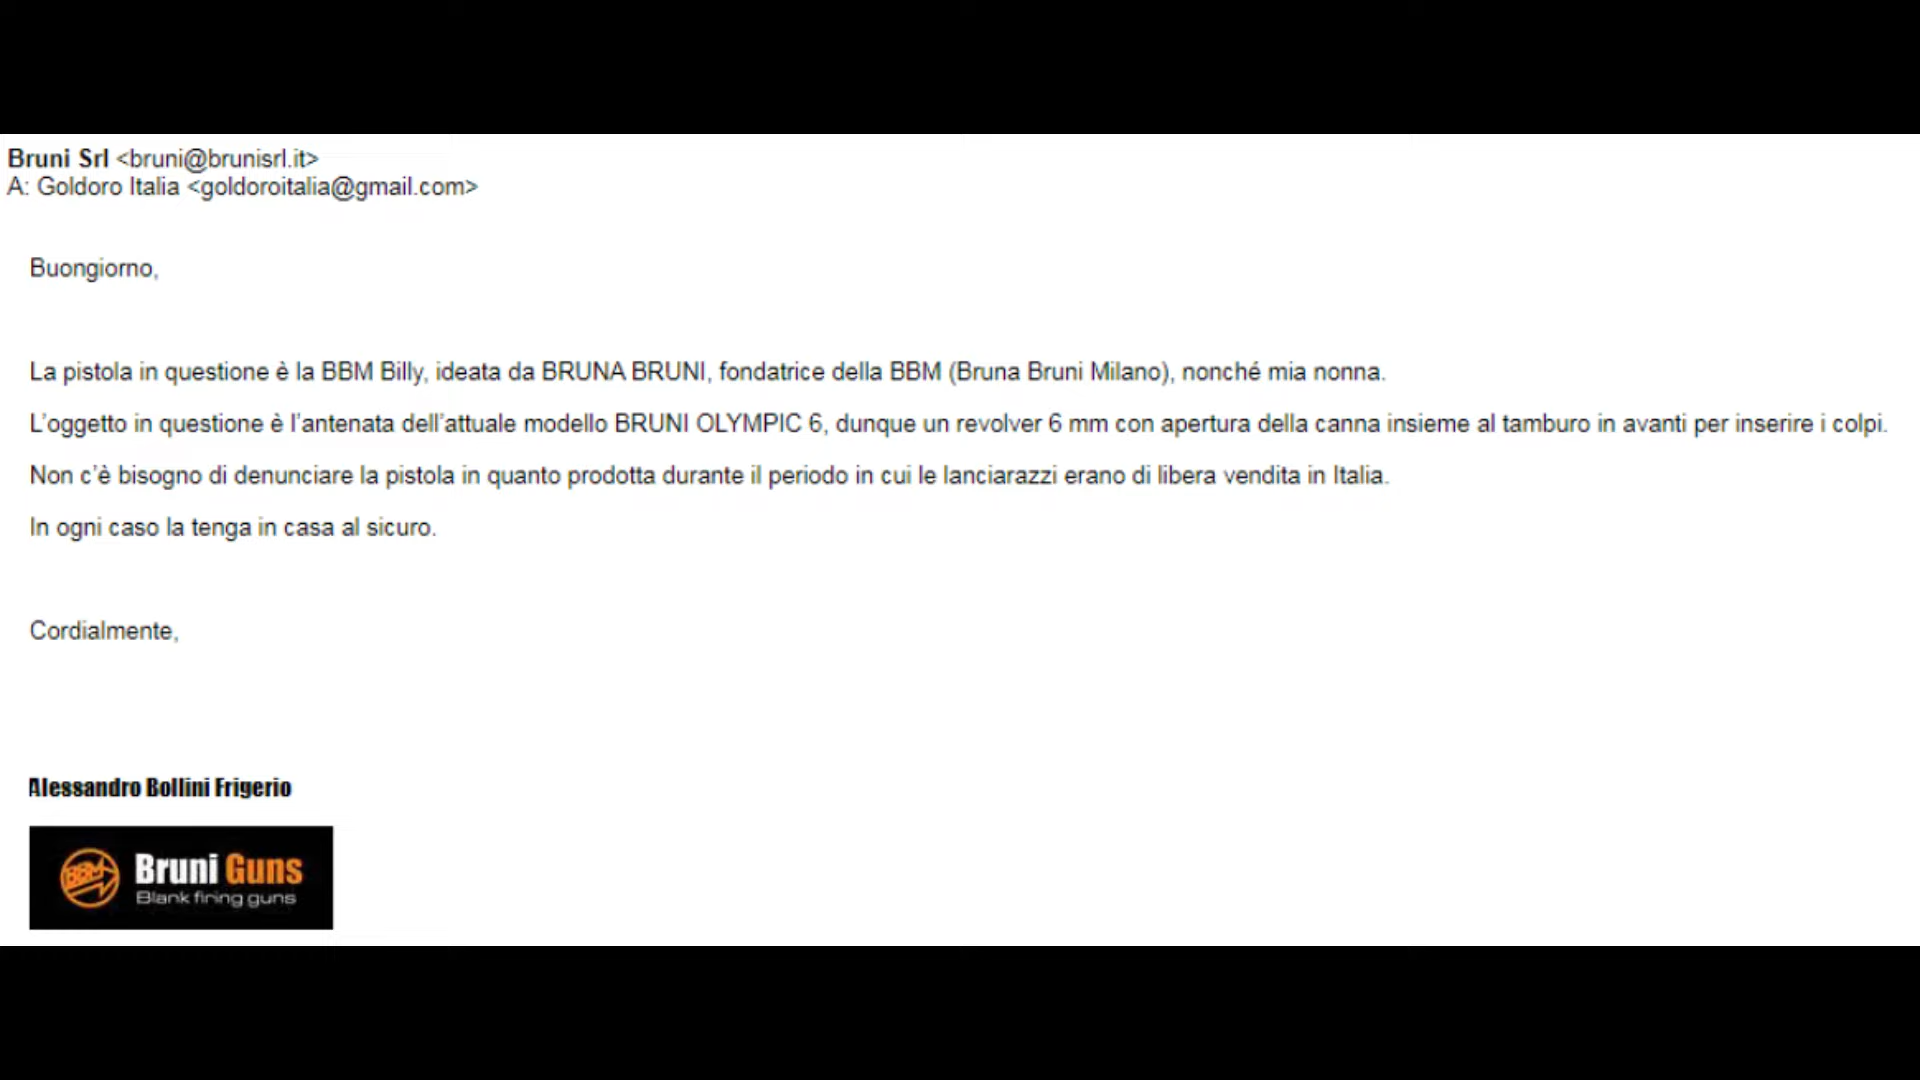 Bruni Srl <bruni@brunisrl.it>
A: Goldoro Italia <goldoroitalia@gmail.com>
Buongiorno,
La pistola in questione è la BBM Billy, ideata da BRUNA BRUNI, fondatrice della BBM (Bruna Bruni Milano), nonché mia nonna.
L’oggetto in questione è l’antenata dell’attuale modello BRUNI OLYMPIC 6, dunque un revolver 6 mm con apertura della canna insieme al tamburo in avanti per inserire i colpi.
Non c’è bisogno di denunciare la pistola in quanto prodotta durante il periodo in cui le lanciarazzi erano di libera vendita in Italia.
In ogni caso la tenga in casa al sicuro.
Cordialmente,
Alessandro Bollini Frigerio
BBM Bruni Guns
Blank firing guns